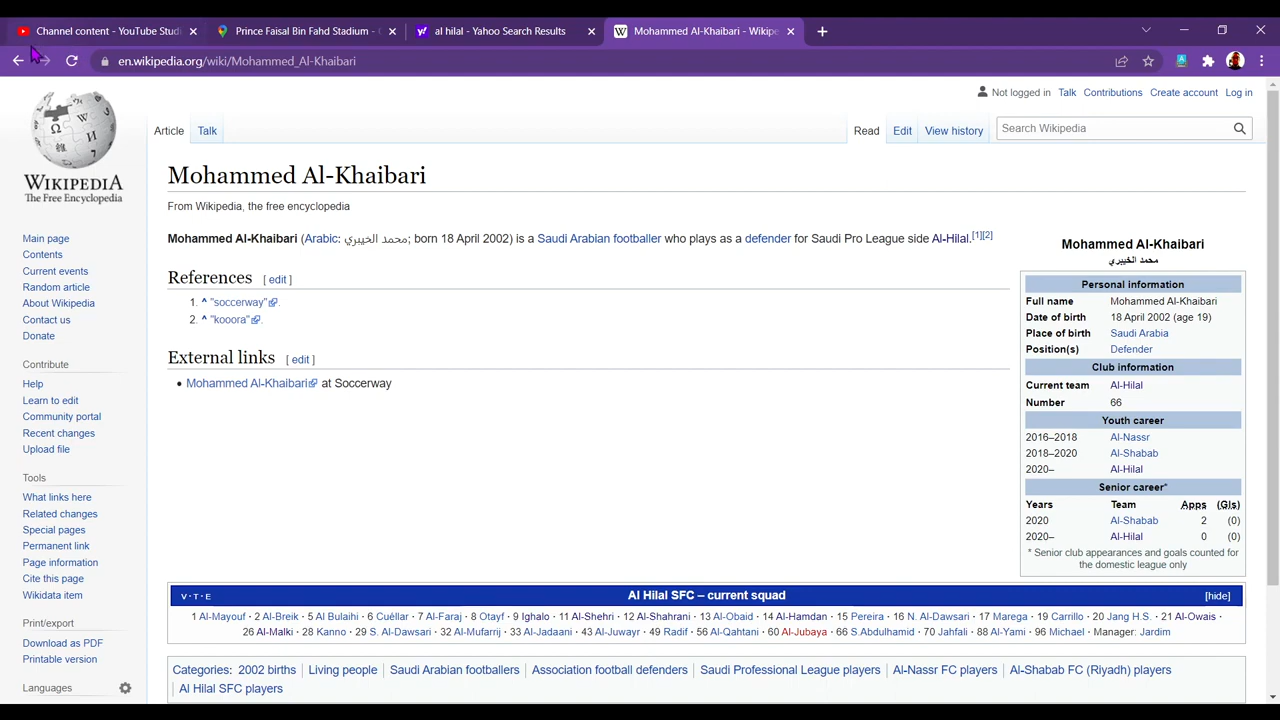 Channel content - YouTube Studi
Prince Faisal Bin Fahd Stadium -
al hilal - Yahoo Search Results
Mohammed Al-Khaibari - Wikipe
en.wikipedia.org/wiki/Mohammed_Al-Khaibari
Not logged in Talk Contributions Create account Log in
Article Talk
Read Edit View history
Search Wikipedia
WIKIPEDIA
The Free Encyclopedia
Main page
Contents
Current events
Random article
About Wikipedia
Contact us
Donate
Contribute
Help
Learn to edit
Community portal
Recent changes
Upload file
Tools
What links here
Related changes
Special pages
Permanent link
Page information
Cite this page
Wikidata item
Print/export
Download as PDF
Printable version
Languages
Mohammed Al-Khaibari
From Wikipedia, the free encyclopedia
Mohammed Al-Khaibari (Arabic: محمد الخيبري; born 18 April 2002) is a Saudi Arabian footballer who plays as a defender for Saudi Pro League side Al-Hilal.[1][2]
References [ edit ]
1. ^ "soccerway".
2. ^ "kooora".
External links [ edit ]
• Mohammed Al-Khaibari at Soccerway
Mohammed Al-Khaibari
محمد الخيبري
Personal information
Full name Mohammed Al-Khaibari
Date of birth 18 April 2002 (age 19)
Place of birth Saudi Arabia
Position(s) Defender
Club information
Current team Al-Hilal
Number 66
Youth career
2016–2018 Al-Nassr
2018–2020 Al-Shabab
2020– Al-Hilal
Senior career*
Years Team Apps (Gls)
2020 Al-Shabab 2 (0)
2020– Al-Hilal 0 (0)
* Senior club appearances and goals counted for
the domestic league only
V·T·E Al Hilal SFC – current squad [hide]
1 Al-Mayouf · 2 Al-Breik · 5 Al Bulaihi · 6 Cuéllar · 7 Al-Faraj · 8 Otayf · 9 Ighalo · 11 Al-Shehri · 12 Al-Shahrani · 13 Al-Obaid · 14 Al-Hamdan · 15 Pereira · 16 N. Al-Dawsari · 17 Marega · 19 Carrillo · 20 Jang H.S. · 21 Al-Owais ·
26 Al-Malki · 28 Kanno · 29 S. Al-Dawsari · 32 Al-Mufarrij · 33 Al-Jadaani · 43 Al-Juwayr · 49 Radif · 56 Al-Qahtani · 60 Al-Jubaya · 66 S.Abdulhamid · 70 Jahfali · 88 Al-Yami · 96 Michael · Manager: Jardim
Categories: 2002 births | Living people | Saudi Arabian footballers | Association football defenders | Saudi Professional League players | Al-Nassr FC players | Al-Shabab FC (Riyadh) players
| Al Hilal SFC players